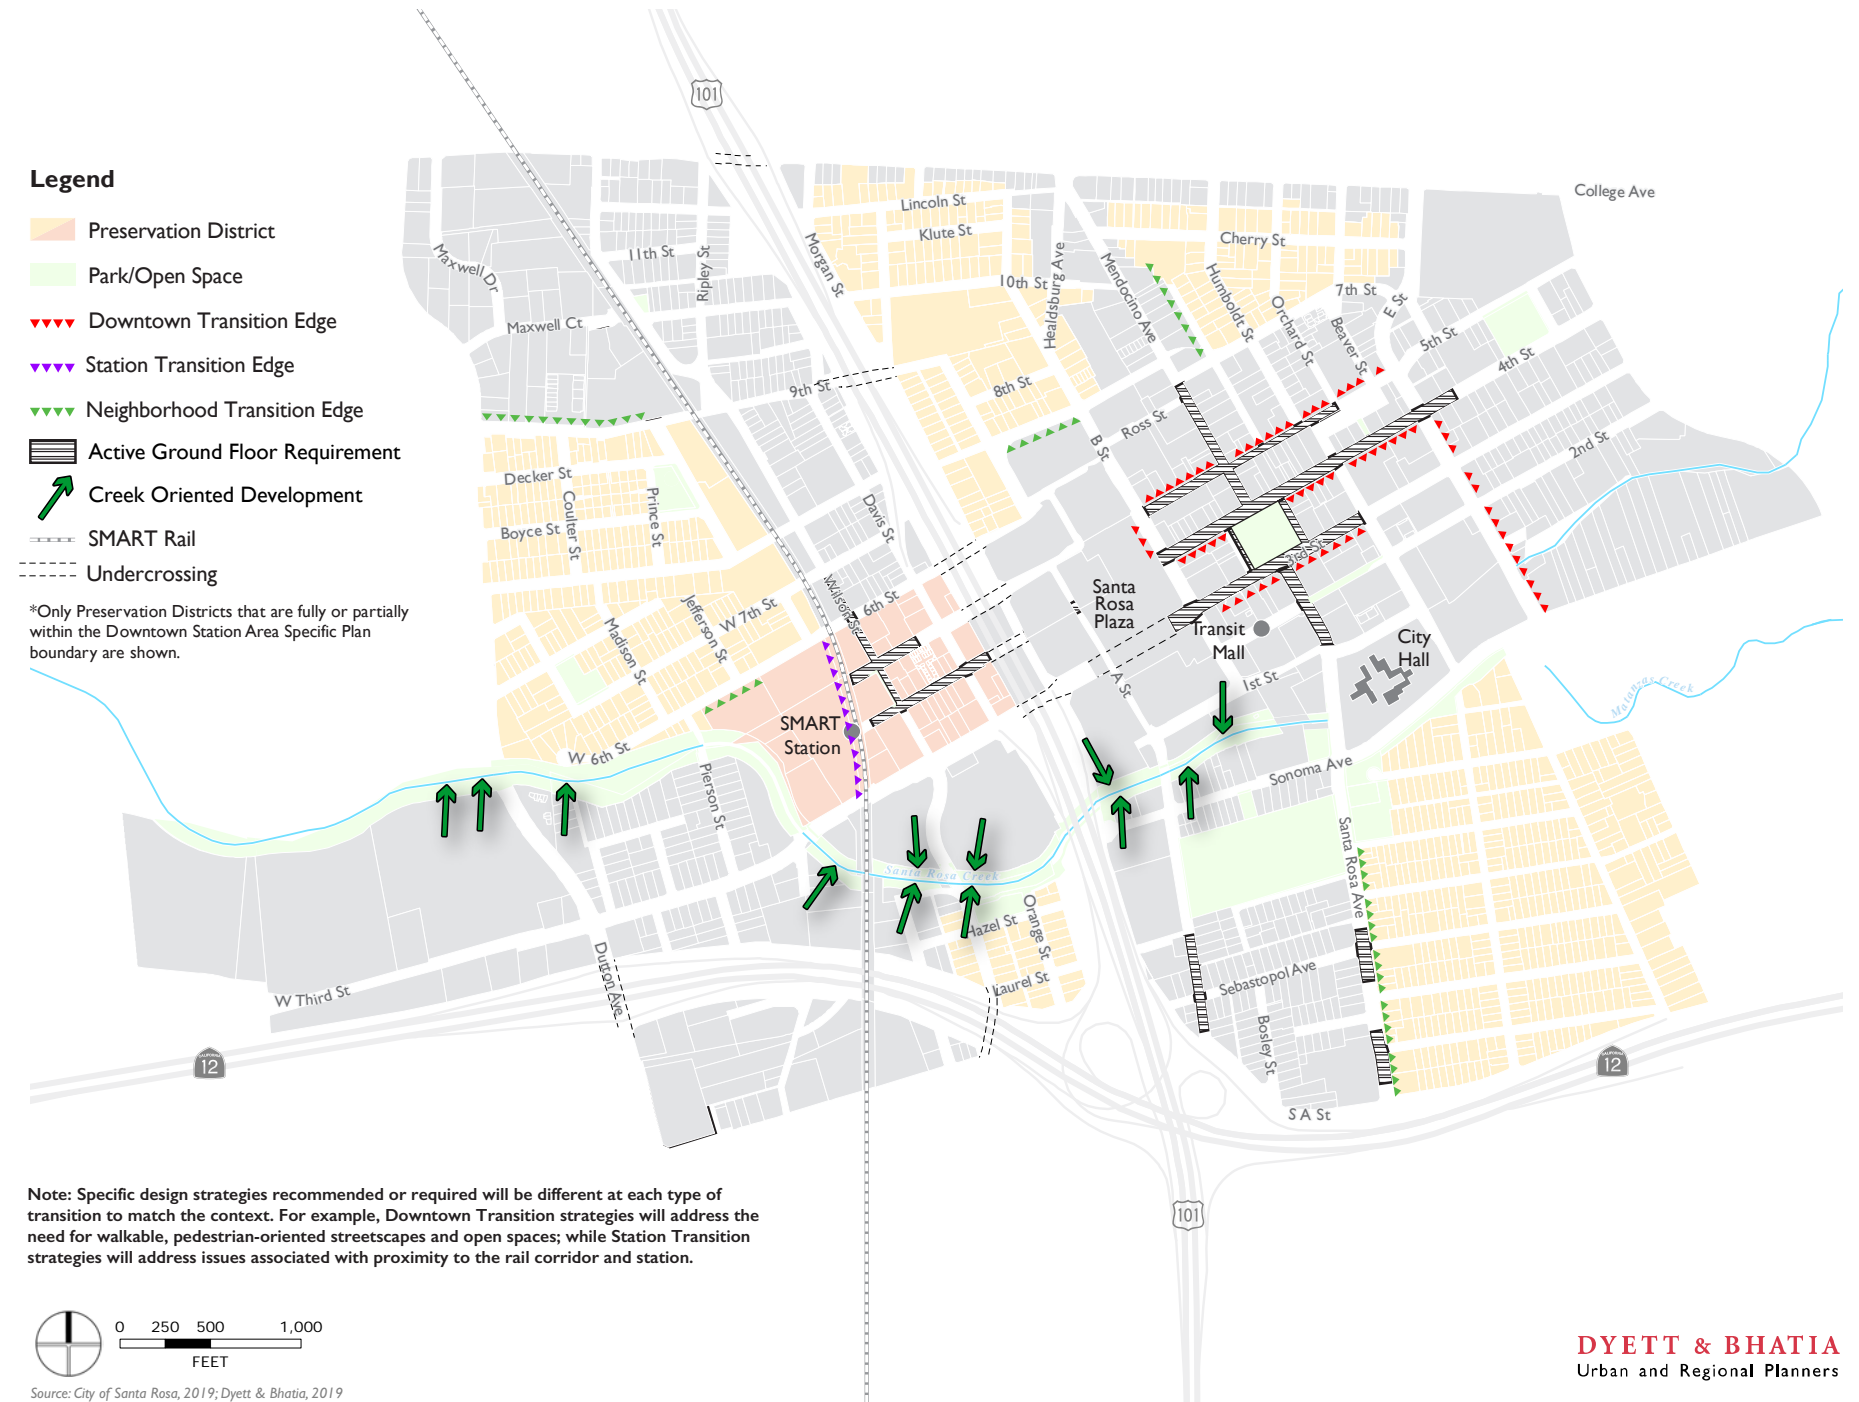 Legend
Preservation District
Park/Open Space
Downtown Transition Edge
Station Transition Edge
Neighborhood Transition Edge
Active Ground Floor Requirement
Creek Oriented Development
SMART Rail
Undercrossing
*Only Preservation Districts that are fully or partially
within the Downtown Station Area Specific Plan
boundary are shown.
101
College Ave
Lincoln St
Klute St
Cherry St
11th St
Ripley St
Morgan St
Maxwell Dr
10th St
Healdsburg Ave
Mendocino Ave
Humboldt St
Orchard St
7th St
Beaver St
E St
5th St
4th St
Maxwell Ct
9th St
8th St
Ross St
B St
2nd St
Decker St
Coulter St
Prince St
Boyce St
Davis St
3rd St
Wilson St
6th St
Santa
Rosa
Plaza
Jefferson St
W 7th St
Madison St
Transit
Mall
City
Hall
1st St
A St
Matanzas Creek
SMART
Station
W 6th St
Pierson St
Sonoma Ave
Santa Rosa Ave
Santa Rosa Creek
Hazel St
Orange St
Laurel St
Sebastopol Ave
Bosley St
Dutton Ave
W Third St
CALIFORNIA
12
CALIFORNIA
12
S A St
101
Note: Specific design strategies recommended or required will be different at each type of
transition to match the context. For example, Downtown Transition strategies will address the
need for walkable, pedestrian-oriented streetscapes and open spaces; while Station Transition
strategies will address issues associated with proximity to the rail corridor and station.
0 250 500 1,000
FEET
Source: City of Santa Rosa, 2019; Dyett & Bhatia, 2019
DYETT & BHATIA
Urban and Regional Planners